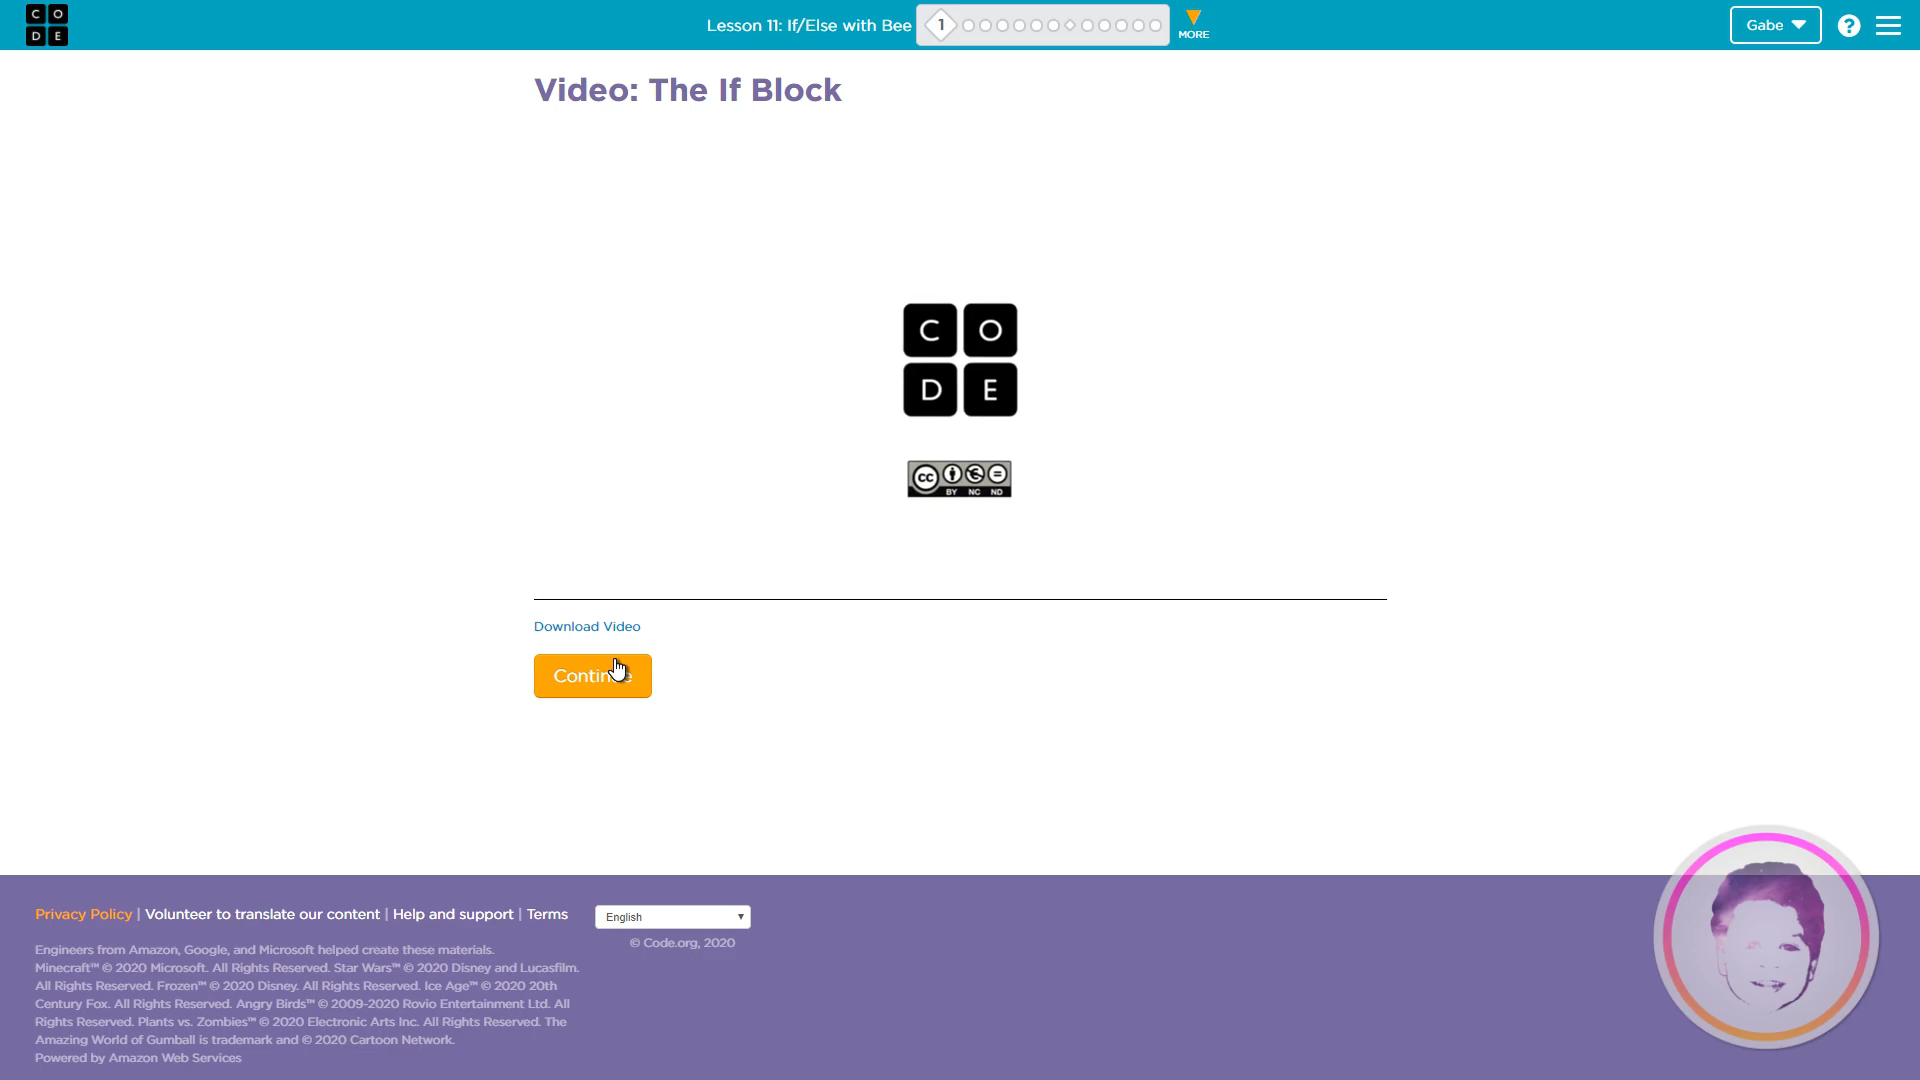 C O
D E
Lesson 11: If/Else with Bee
1
MORE
Gabe
?
Video: The If Block
C O
D E
CC
BY NC ND
Download Video
Continue
Privacy Policy | Volunteer to translate our content | Help and support | Terms
English
© Code.org, 2020
Engineers from Amazon, Google, and Microsoft helped create these materials.
Minecraft™ © 2020 Microsoft. All Rights Reserved. Star Wars™ © 2020 Disney and Lucasfilm.
All Rights Reserved. Frozen™ © 2020 Disney. All Rights Reserved. Ice Age™ © 2020 20th
Century Fox. All Rights Reserved. Angry Birds™ © 2009-2020 Rovio Entertainment Ltd. All
Rights Reserved. Plants vs. Zombies™ © 2020 Electronic Arts Inc. All Rights Reserved. The
Amazing World of Gumball is trademark and © 2020 Cartoon Network.
Powered by Amazon Web Services